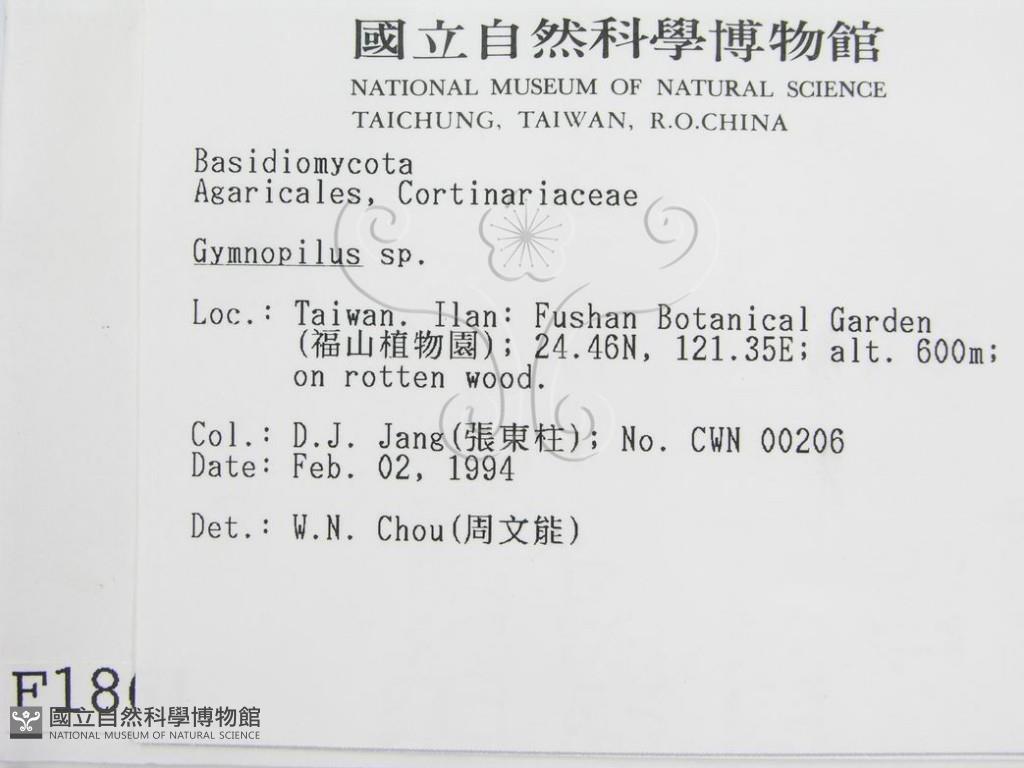 國立自然科學博物館
NATIONAL MUSEUM OF NATURAL SCIENCE
TAICHUNG, TAIWAN, R.O.CHINA
Basidiomycota
Agaricales, Cortinariaceae
Gymnopilus sp.
Loc.: Taiwan. Ilan: Fushan Botanical Garden
(福山植物園); 24.46N, 121.35E; alt. 600m;
on rotten wood.
Col.: D.J. Jang(張東柱); No. CWN 00206
Date: Feb. 02, 1994
Det.: W.N. Chou(周文能)
國立自然科學博物館
NATIONAL MUSEUM OF NATURAL SCIENCE